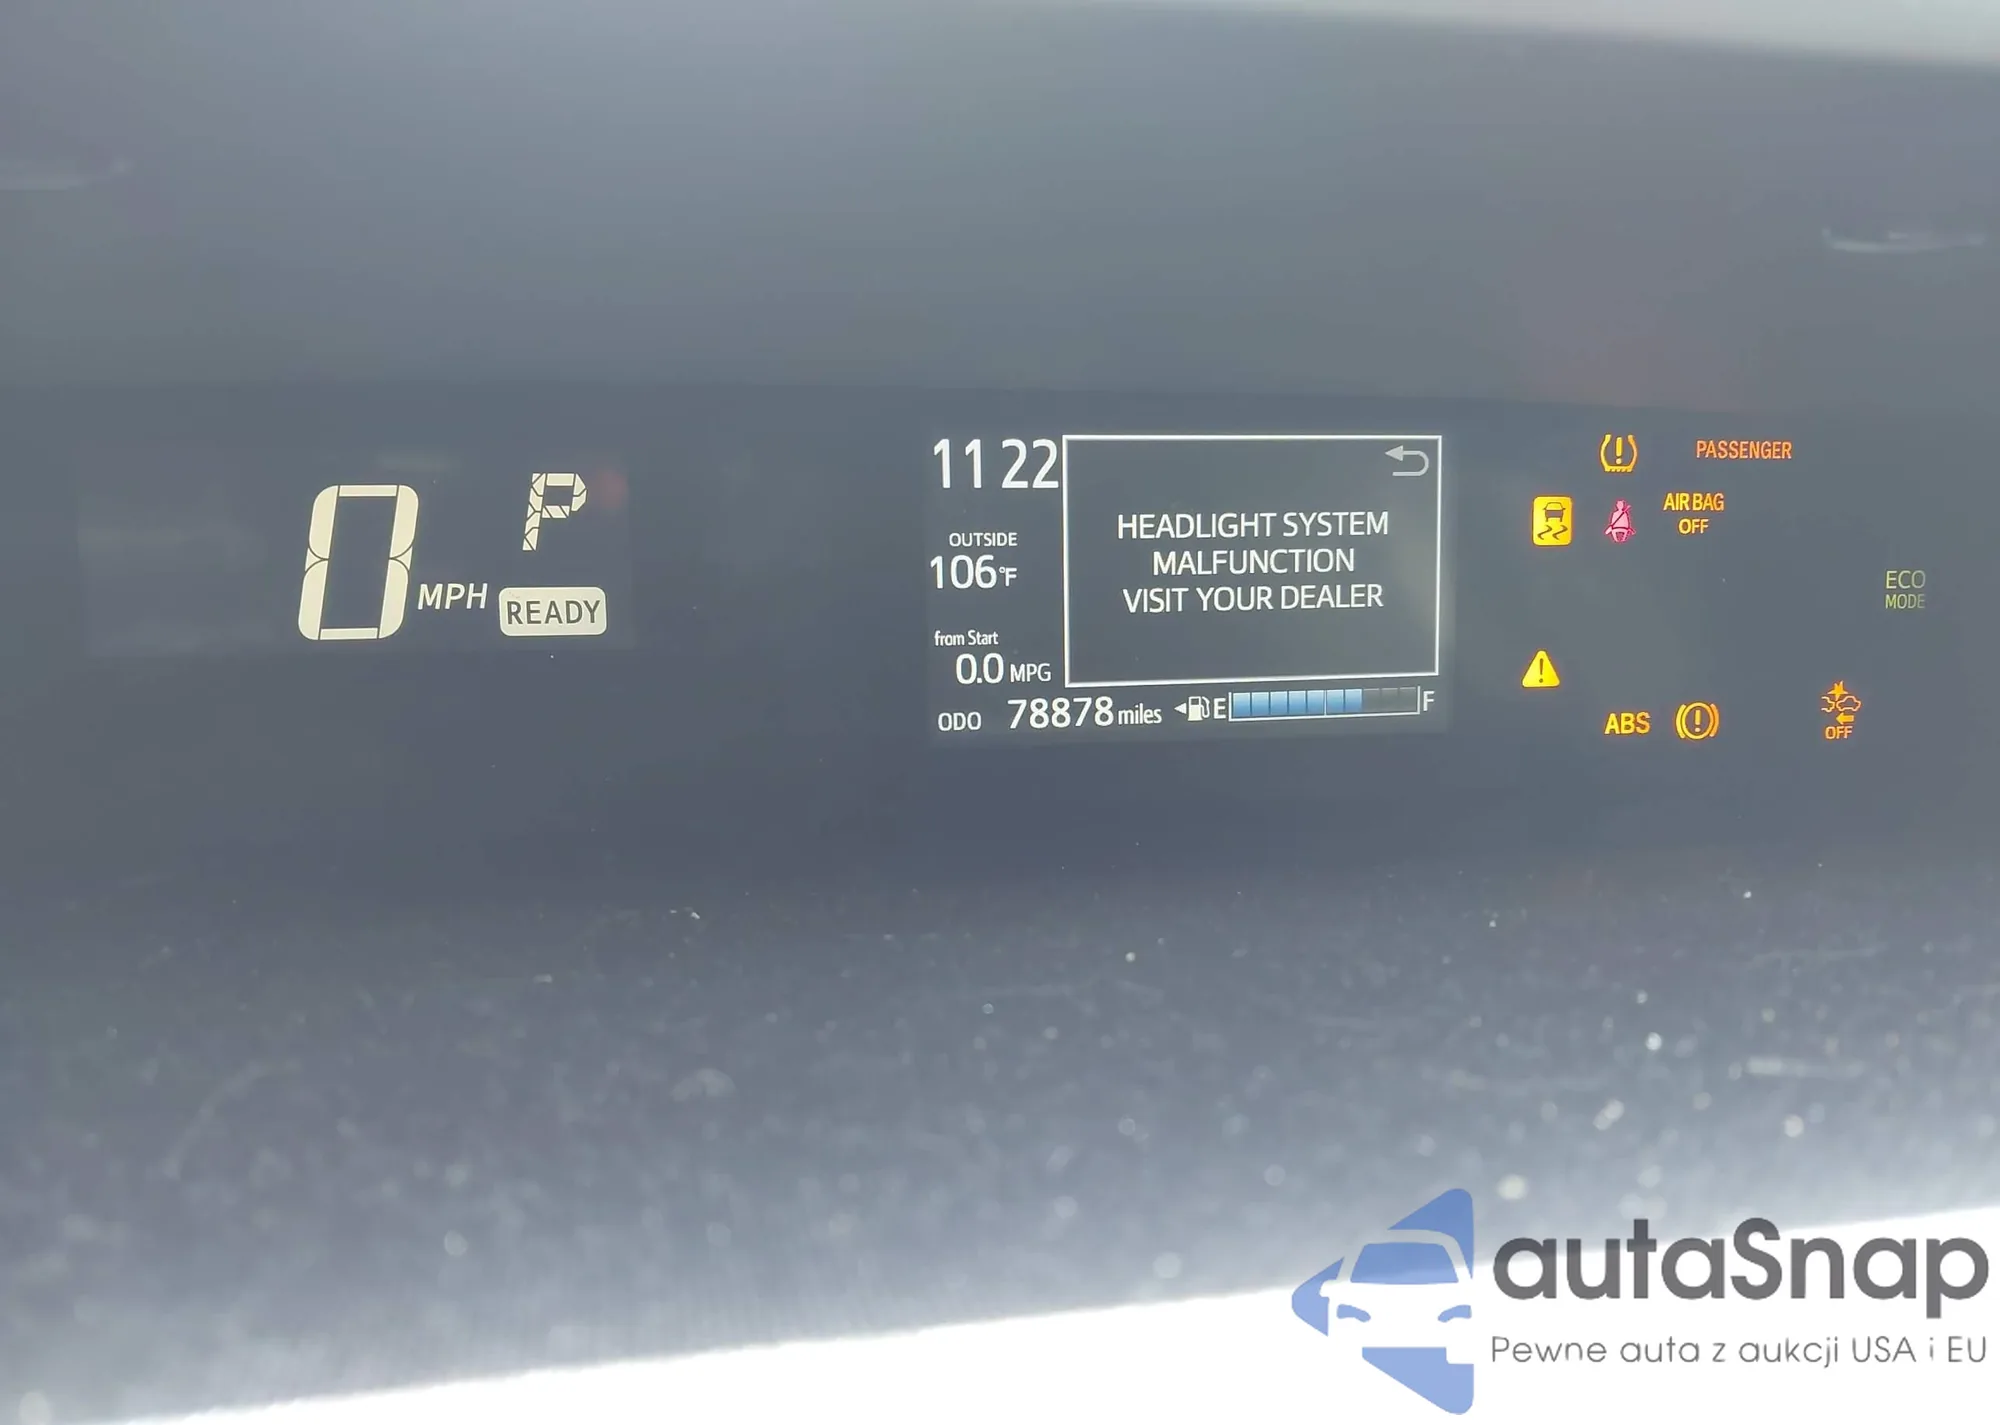 0 MPH
P
READY
11 22
OUTSIDE
106°F
from Start
0.0 MPG
ODO 78878 miles
HEADLIGHT SYSTEM
MALFUNCTION
VISIT YOUR DEALER
E F
PASSENGER
AIR BAG
OFF
ECO
MODE
ABS
OFF
autaSnap
Pewne auta z aukcji USA i EU